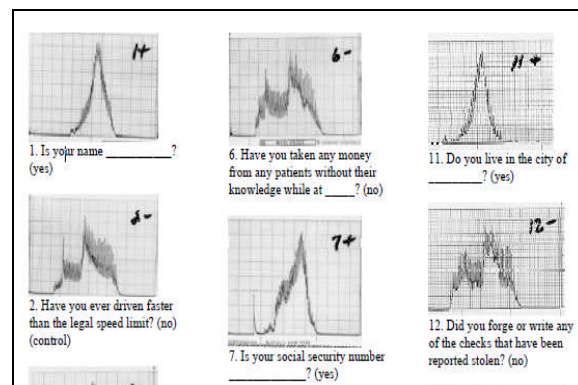 1+
1. Is your name ___________?
(yes)
2-
2. Have you ever driven faster
than the legal speed limit? (no)
(control)
6-
6. Have you taken any money
from any patients without their
knowledge while at _____? (no)
7+
7. Is your social security number
_____________? (yes)
11+
11. Do you live in the city of
_________? (yes)
12-
12. Did you forge or write any
of the checks that have been
reported stolen? (no)